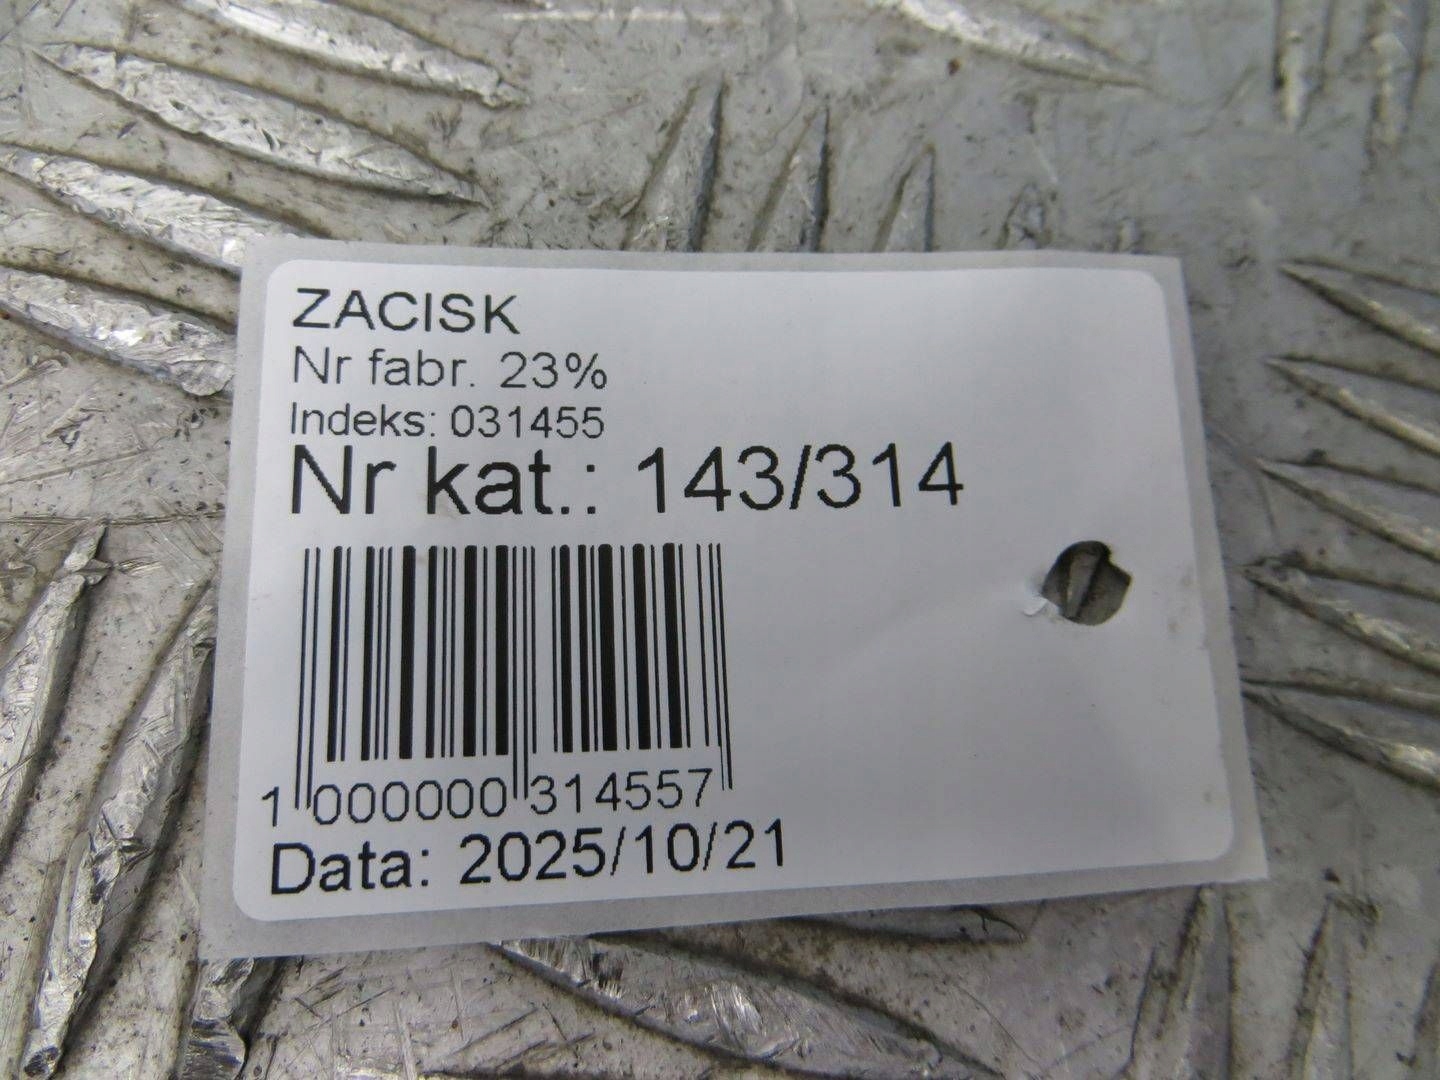 ZACISK
Nr fabr. 23%
Indeks: 031455
Nr kat.: 143/314
1 000000 314557
Data: 2025/10/21